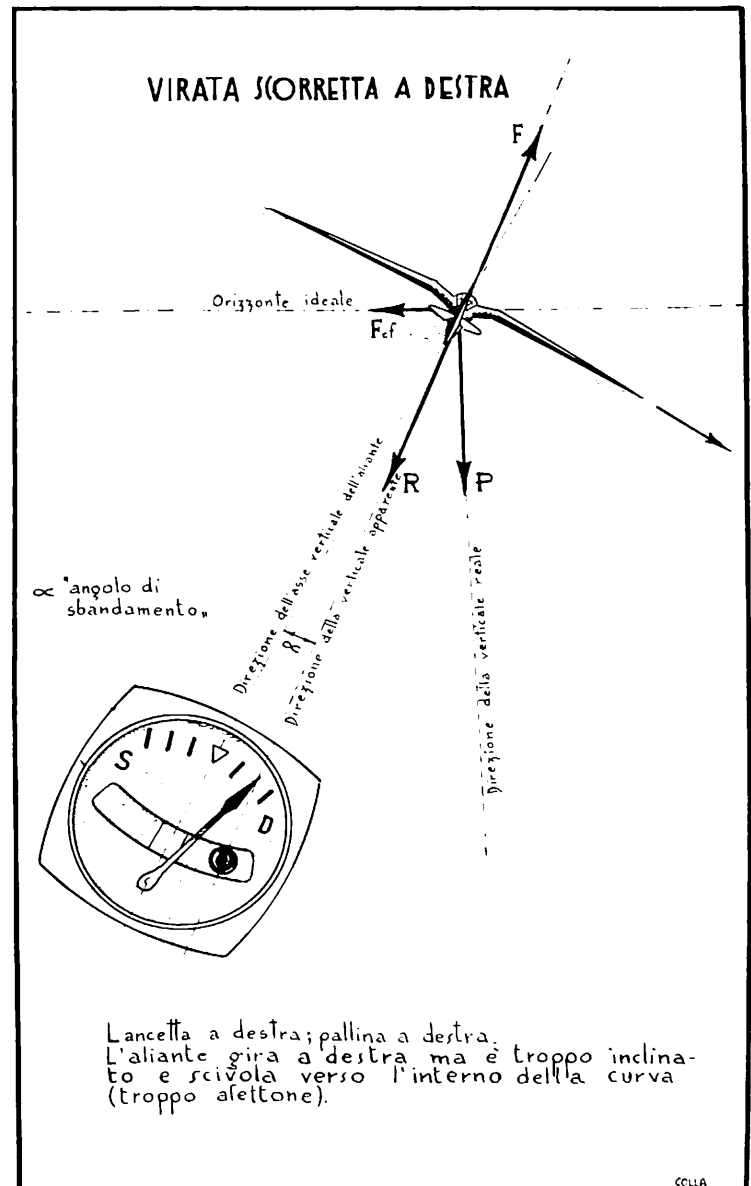 VIRATA SCORRETTA A DESTRA
F
Orizzonte ideale
Fcf
R
P
Direzione dell'asse verticale dell'aliante
Direzione della verticale apparente
Direzione della verticale reale
∝ "angolo di
sbandamento„
∝
S
D
Lancetta a destra; pallina a destra.
L'aliante gira a destra ma è troppo inclina-
to e scivola verso l'interno della curva
(troppo alettone).
COLLA